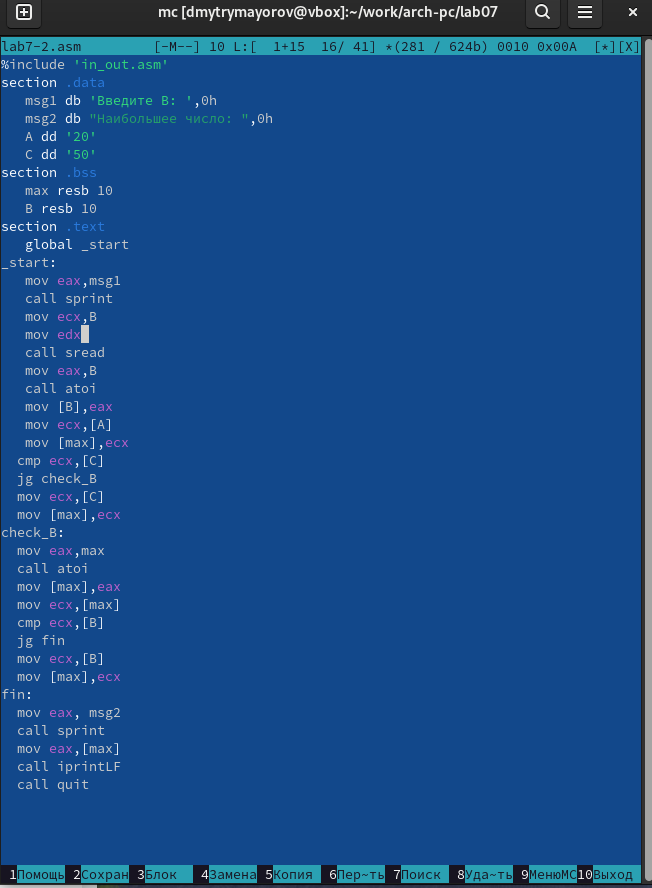 mc [dmytrymayorov@vbox]:~/work/arch-pc/lab07
lab7-2.asm [-M--] 10 L:[ 1+15 16/ 41] *(281 / 624b) 0010 0x00A [*][X]
%include 'in_out.asm'
section .data
msg1 db 'Введите B: ',0h
msg2 db "Наибольшее число: ",0h
A dd '20'
C dd '50'
section .bss
max resb 10
B resb 10
section .text
global _start
_start:
mov eax,msg1
call sprint
mov ecx,B
mov edx
call sread
mov eax,B
call atoi
mov [B],eax
mov ecx,[A]
mov [max],ecx
cmp ecx,[C]
jg check_B
mov ecx,[C]
mov [max],ecx
check_B:
mov eax,max
call atoi
mov [max],eax
mov ecx,[max]
cmp ecx,[B]
jg fin
mov ecx,[B]
mov [max],ecx
fin:
mov eax, msg2
call sprint
mov eax,[max]
call iprintLF
call quit
1Помощь 2Сохран 3Блок 4Замена 5Копия 6Пер~ть 7Поиск 8Уда~ть 9МенюMC 10Выход